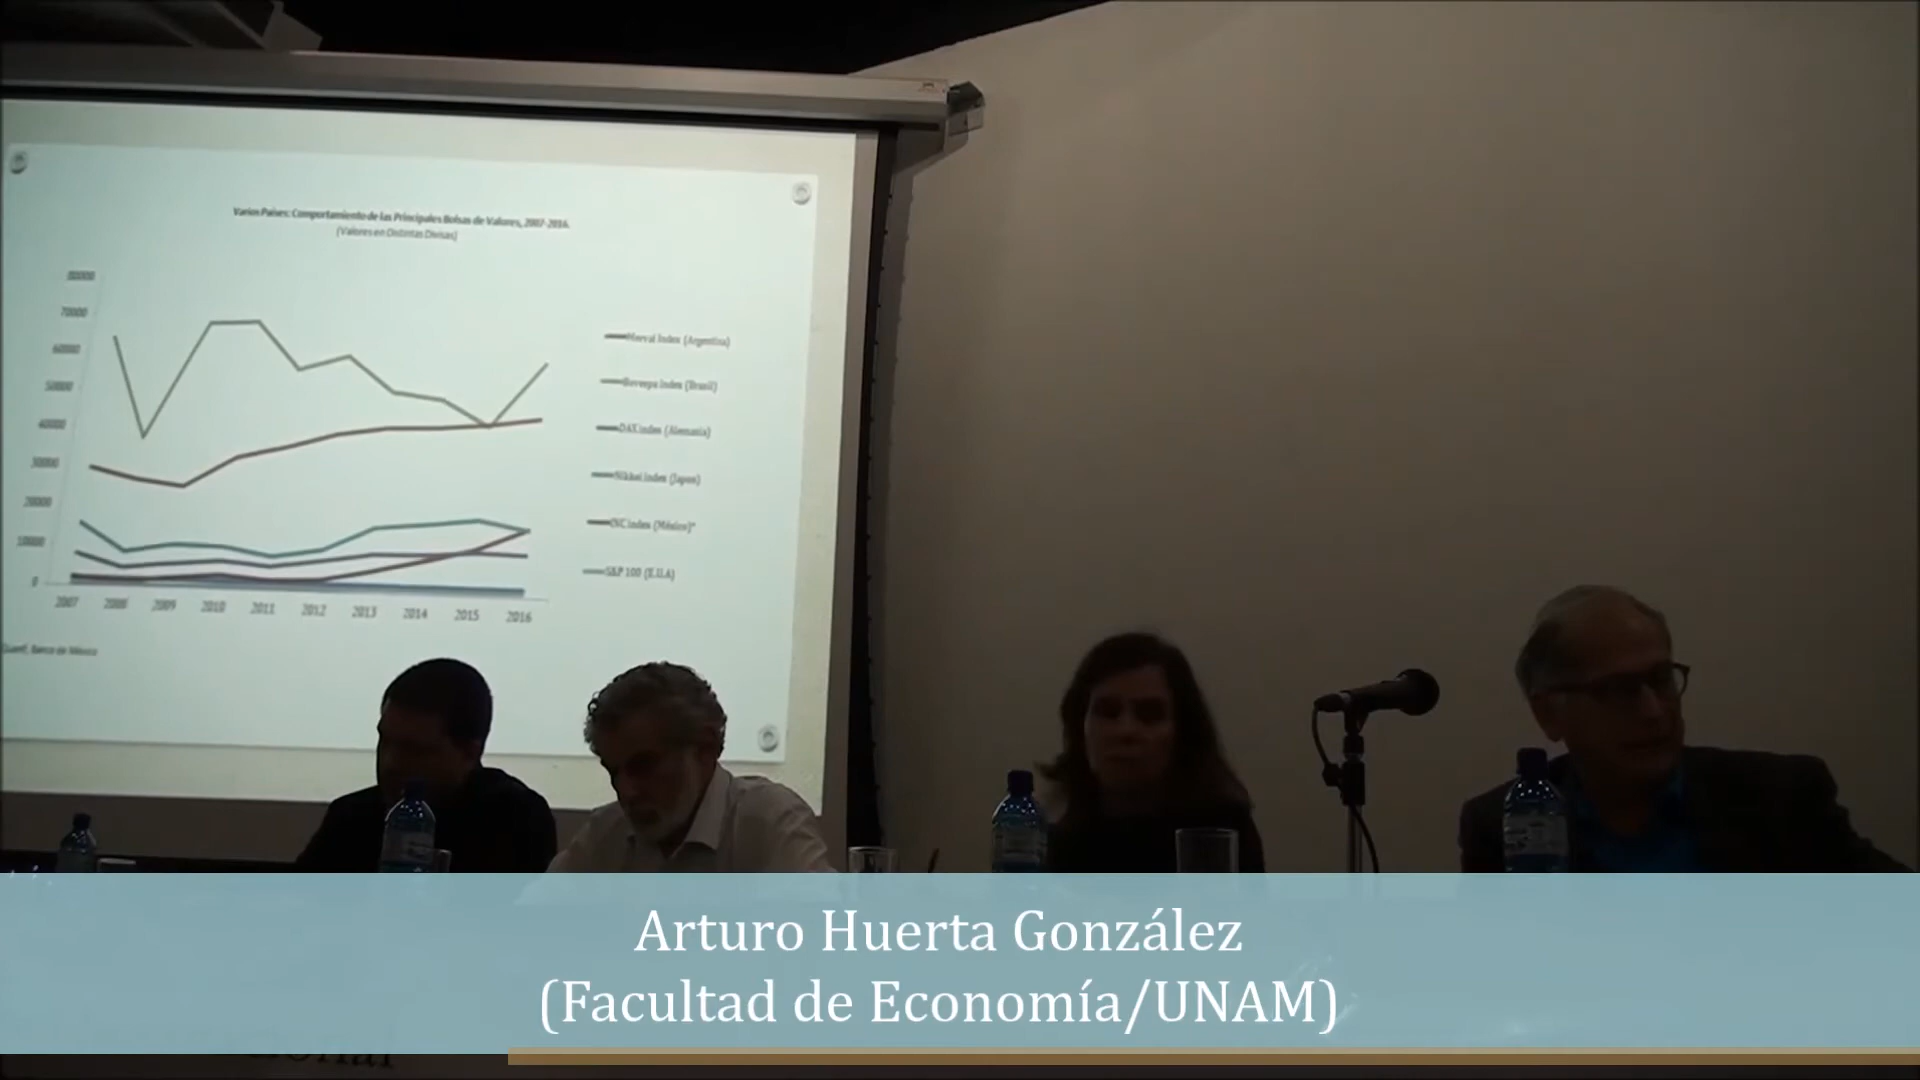 Varios Países: Comportamiento de las Principales Bolsas de Valores, 2007-2016.
(Valores en Distintas Divisas)
80000
70000
60000
50000
40000
30000
20000
10000
0
2007 2008 2009 2010 2011 2012 2013 2014 2015 2016
Merval Index (Argentina)
Bovespa Index (Brasil)
DAX index (Alemania)
Nikkei index (Japon)
index (México)*
S&P 100 (E.U.A)
Banco de México
Arturo Huerta González
(Facultad de Economía/UNAM)